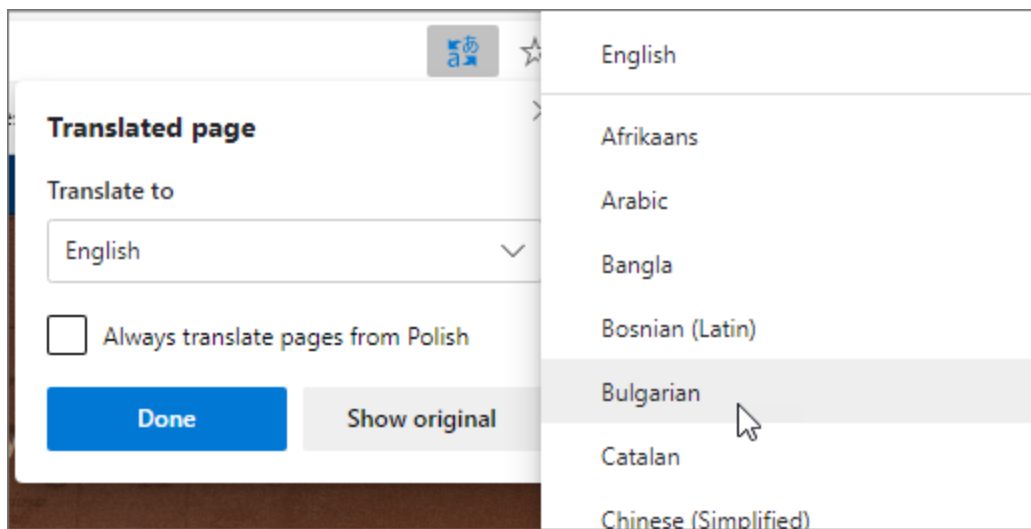 Translated page
Translate to
English
Always translate pages from Polish
Done
Show original
English
Afrikaans
Arabic
Bangla
Bosnian (Latin)
Bulgarian
Catalan
Chinese (Simplified)